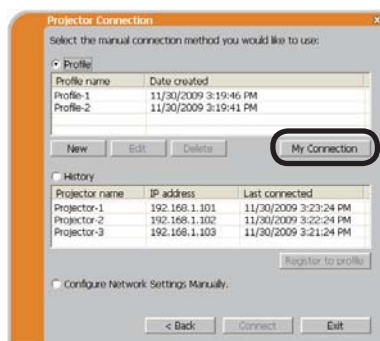 Projector Connection
x
Select the manual connection method you would like to use:
Profile
Profile name Date created
Profile-1 11/30/2009 3:19:46 PM
Profile-2 11/30/2009 3:19:41 PM
New Edit Delete My Connection
History
Projector name IP address Last connected
Projector-1 192.168.1.101 11/30/2009 3:23:24 PM
Projector-2 192.168.1.102 11/30/2009 3:22:24 PM
Projector-3 192.168.1.103 11/30/2009 3:21:24 PM
Register to profile
Configure Network Settings Manually.
< Back Connect Exit